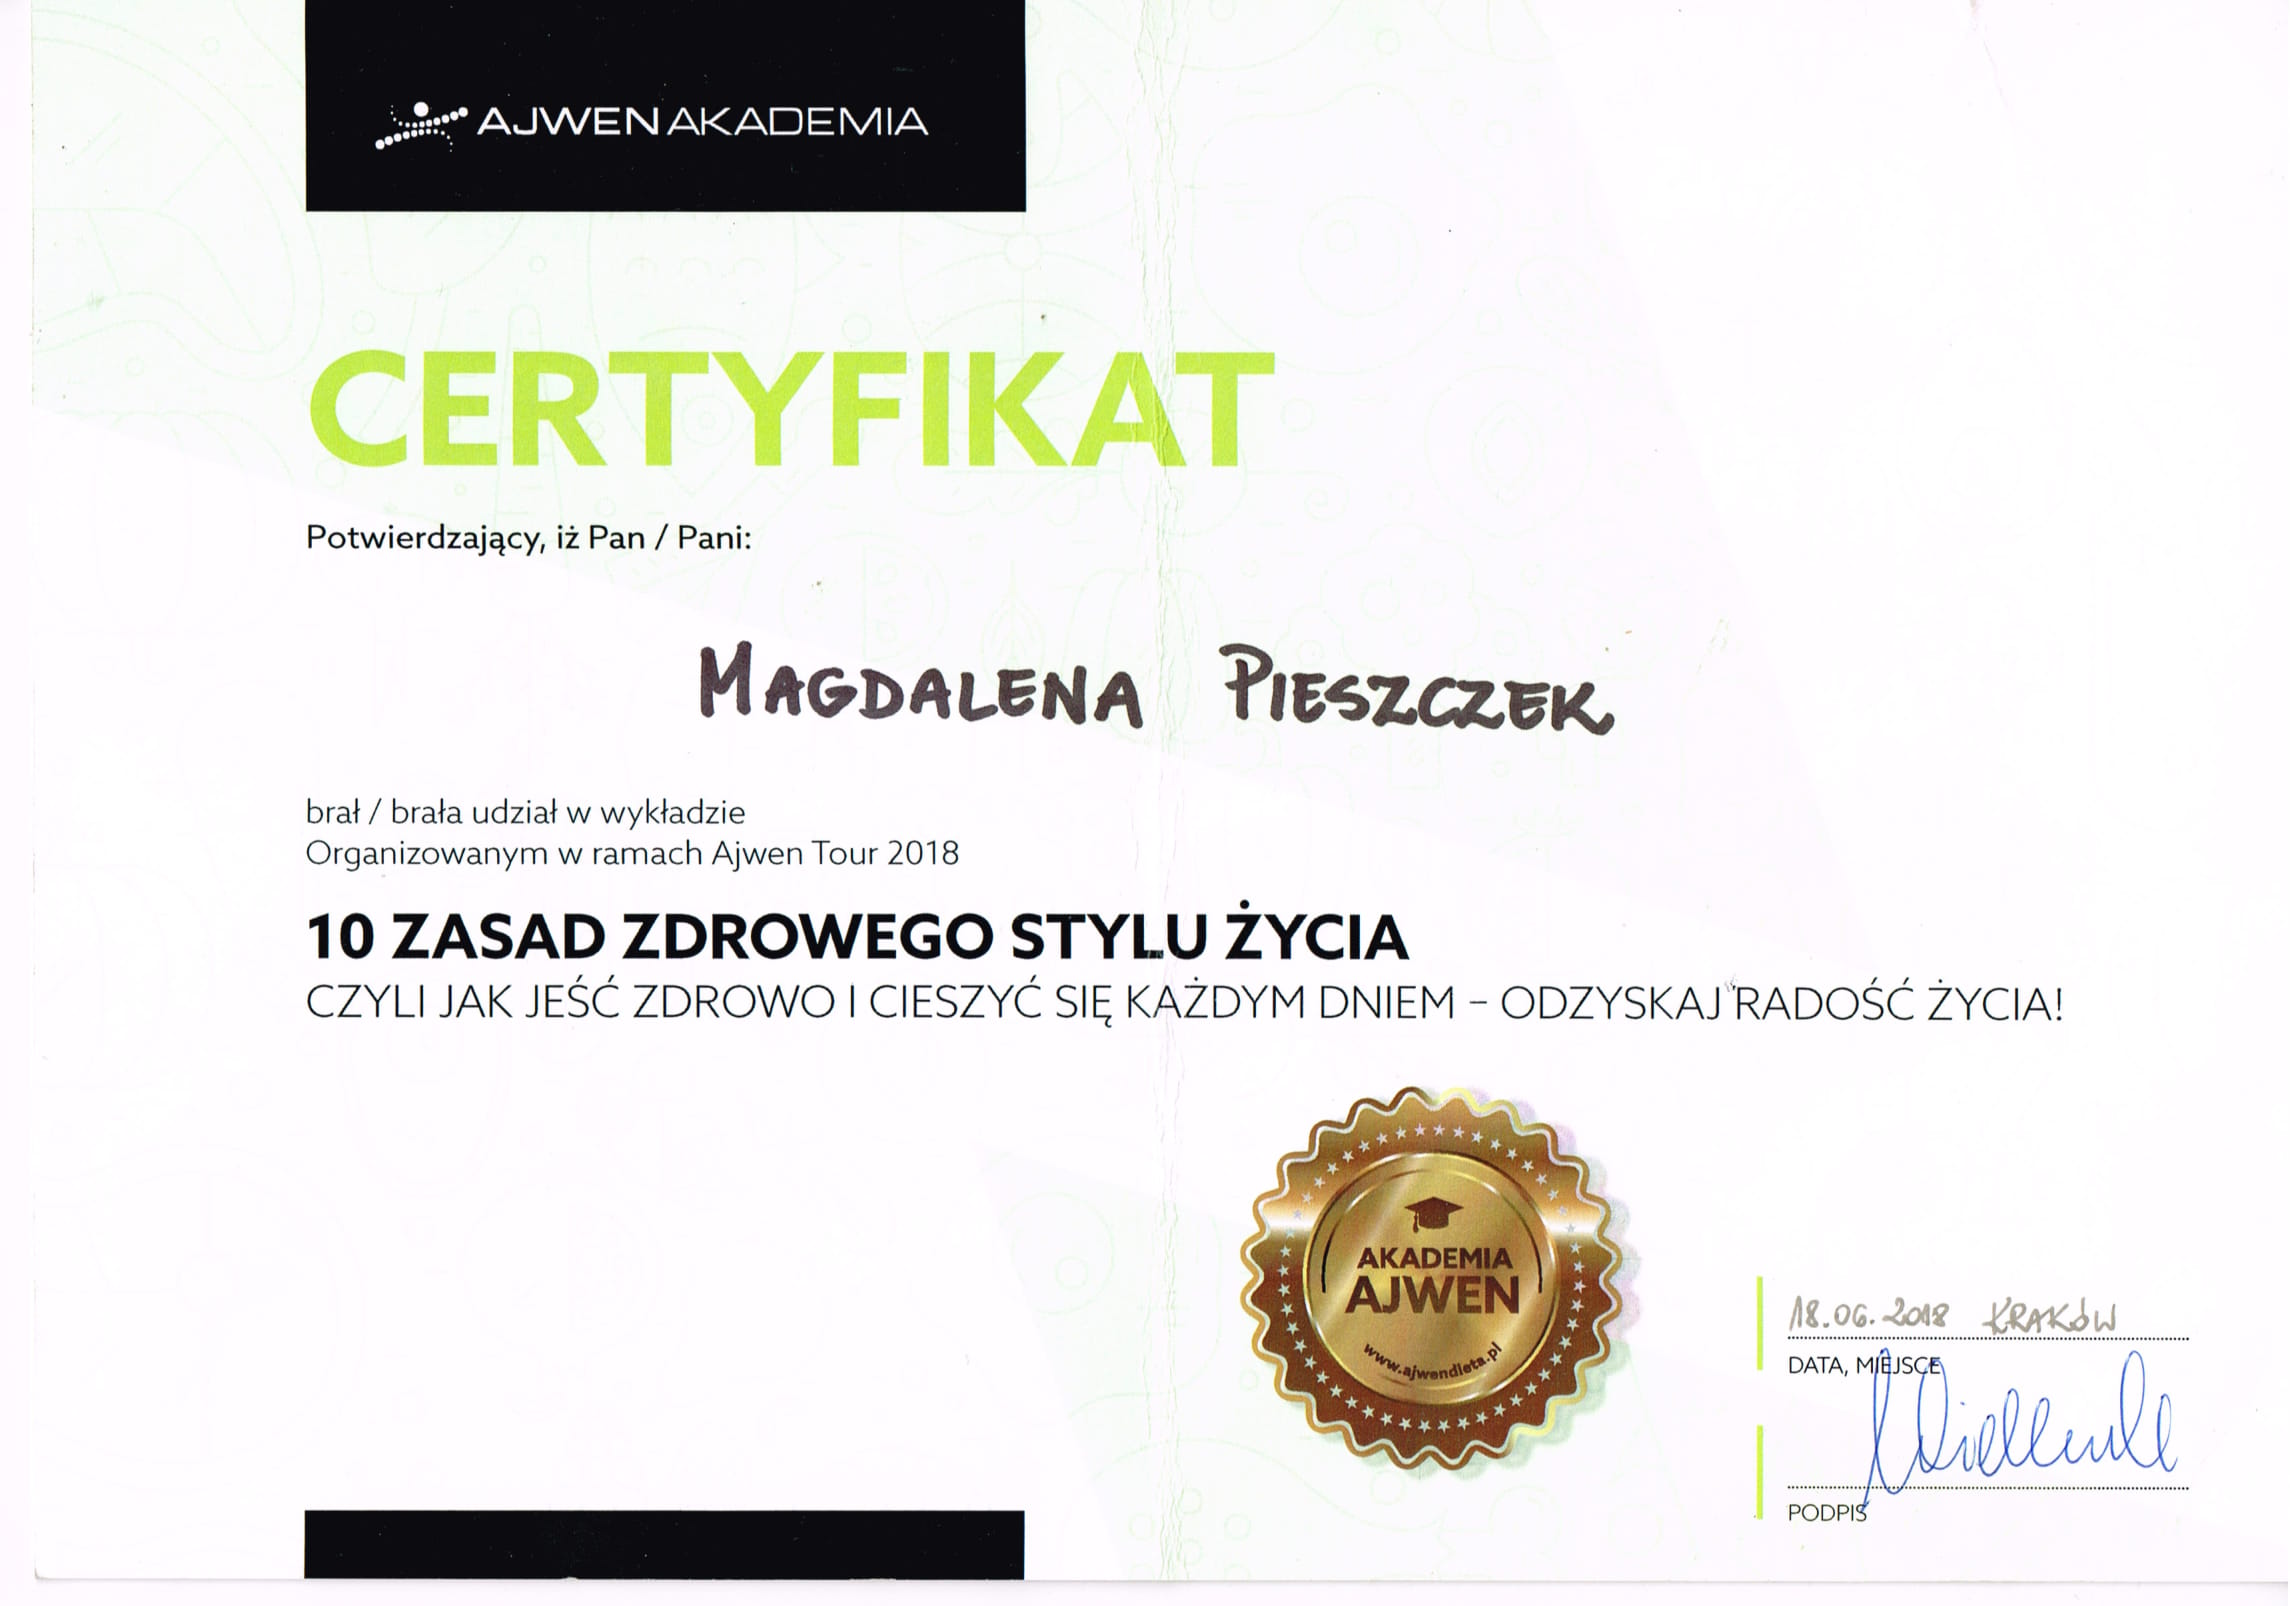 AJWEN AKADEMIA
CERTYFIKAT
Potwierdzający, iż Pan / Pani:
MAGDALENA PIESZCZEK
brał / brała udział w wykładzie
Organizowanym w ramach Ajwen Tour 2018
10 ZASAD ZDROWEGO STYLU ŻYCIA
CZYLI JAK JEŚĆ ZDROWO I CIESZYĆ SIĘ KAŻDYM DNIEM – ODZYSKAJ RADOŚĆ ŻYCIA!
AKADEMIA
AJWEN
www.ajwendieta.pl
18.06.2018 KRAKÓW
DATA, MIEJSCE
PODPIS